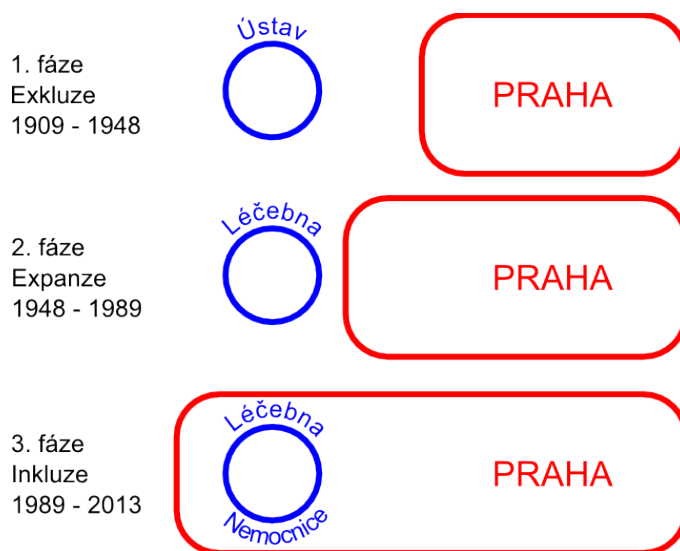 1. fáze
Exkluze
1909 - 1948
Ústav
PRAHA
2. fáze
Expanze
1948 - 1989
Léčebna
PRAHA
3. fáze
Inkluze
1989 - 2013
Léčebna
Nemocnice
PRAHA